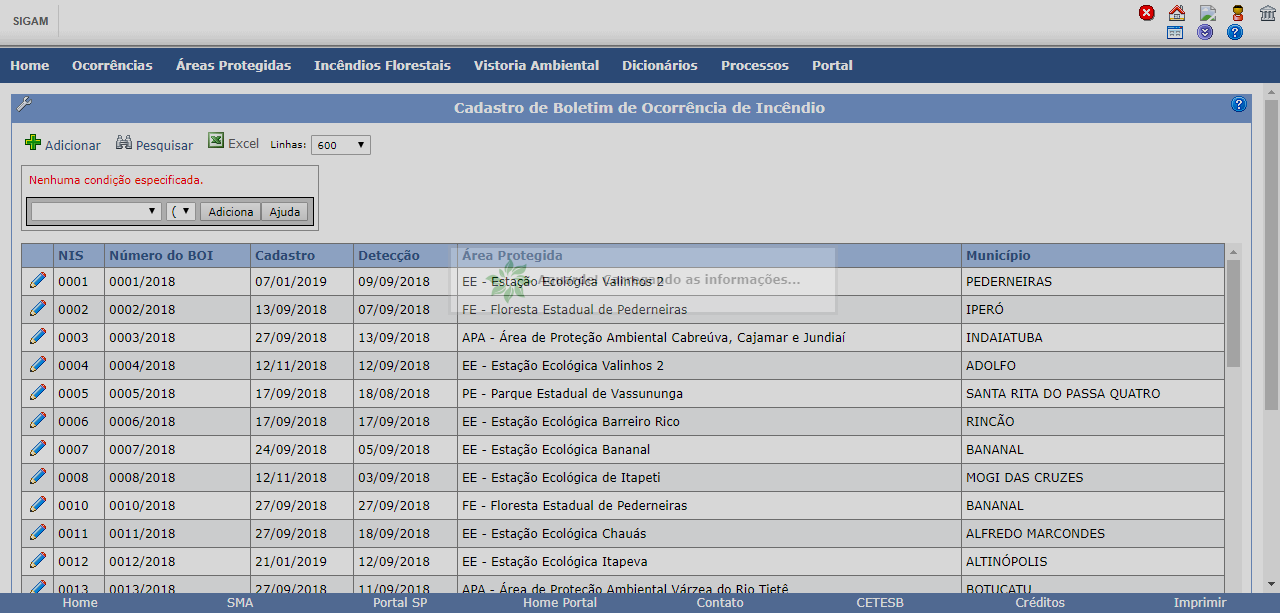 SIGAM
Home Ocorrências Áreas Protegidas Incêndios Florestais Vistoria Ambiental Dicionários Processos Portal
Cadastro de Boletim de Ocorrência de Incêndio
Adicionar Pesquisar Excel Linhas: 600
Nenhuma condição especificada.
( Adiciona Ajuda
NIS Número do BOI Cadastro Detecção Área Protegida Município
Aguarde! Carregando as informações...
0001 0001/2018 07/01/2019 09/09/2018 EE - Estação Ecológica Valinhos 2 PEDERNEIRAS
0002 0002/2018 13/09/2018 07/09/2018 FE - Floresta Estadual de Pederneiras IPERÓ
0003 0003/2018 27/09/2018 13/09/2018 APA - Área de Proteção Ambiental Cabreúva, Cajamar e Jundiaí INDAIATUBA
0004 0004/2018 12/11/2018 12/09/2018 EE - Estação Ecológica Valinhos 2 ADOLFO
0005 0005/2018 17/09/2018 18/08/2018 PE - Parque Estadual de Vassununga SANTA RITA DO PASSA QUATRO
0006 0006/2018 17/09/2018 17/09/2018 EE - Estação Ecológica Barreiro Rico RINCÃO
0007 0007/2018 24/09/2018 05/09/2018 EE - Estação Ecológica Bananal BANANAL
0008 0008/2018 12/11/2018 03/09/2018 EE - Estação Ecológica de Itapeti MOGI DAS CRUZES
0010 0010/2018 27/09/2018 27/09/2018 FE - Floresta Estadual de Pederneiras BANANAL
0011 0011/2018 27/09/2018 18/09/2018 EE - Estação Ecológica Chauás ALFREDO MARCONDES
0012 0012/2018 21/01/2019 12/09/2018 EE - Estação Ecológica Itapeva ALTINÓPOLIS
0013 0013/2018 27/09/2018 11/09/2018 APA - Área de Proteção Ambiental Várzea do Rio Tietê BOTUCATU
Home SMA Portal SP Home Portal Contato CETESB Créditos Imprimir